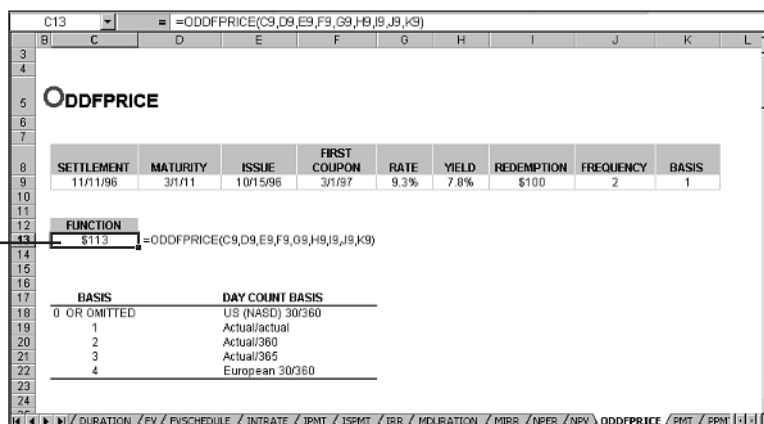 C13 = =ODDFPRICE(C9,D9,E9,F9,G9,H9,I9,J9,K9)
B C D E F G H I J K L
3
4
5 ODDFPRICE
6
7
8 SETTLEMENT MATURITY ISSUE FIRST COUPON RATE YIELD REDEMPTION FREQUENCY BASIS
9 11/11/96 3/1/11 10/15/96 3/1/97 9.3% 7.8% $100 2 1
10
11
12 FUNCTION
13 $113 =ODDFPRICE(C9,D9,E9,F9,G9,H9,I9,J9,K9)
14
15
16
17 BASIS DAY COUNT BASIS
18 0 OR OMITTED US (NASD) 30/360
19 1 Actual/actual
20 2 Actual/360
21 3 Actual/365
22 4 European 30/360
23
24
DURATION / FV / FVSCHEDULE / INTRATE / IPMT / ISPMT / IRR / MDURATION / MIRR / NPER / NPV \ ODDFPRICE / PMT / PPMT